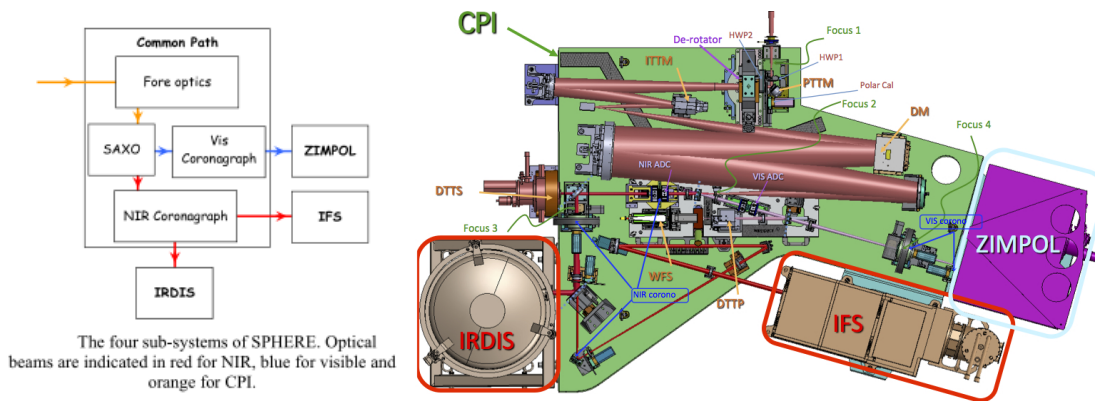 Common Path
Fore optics
SAXO
Vis
Coronagraph
ZIMPOL
NIR Coronagraph
IFS
IRDIS
The four sub-systems of SPHERE. Optical
beams are indicated in red for NIR, blue for visible and
orange for CPI.
CPI
De-rotator
HWP2
Focus 1
ITTM
HWP1
PTTM
Polar Cal
Focus 2
DM
Focus 4
NIR ADC
VIS ADC
DTTS
Focus 3
VIS corono
ZIMPOL
WFS
DTTP
NIR corono
IRDIS
IFS